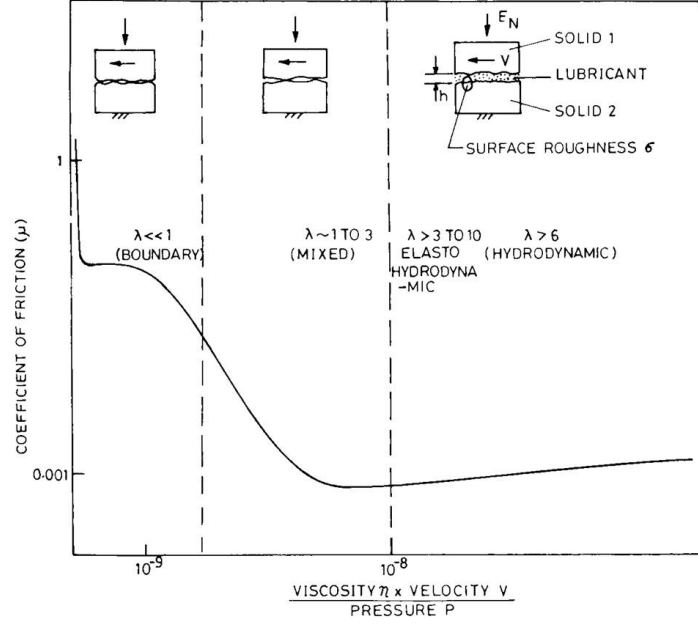 E_N
SOLID 1
V
LUBRICANT
h
SOLID 2
SURFACE ROUGHNESS σ
1
COEFFICIENT OF FRICTION (μ)
λ<<1
(BOUNDARY)
λ~1 TO 3
(MIXED)
λ>3 TO 10
ELASTO
HYDRODYNA
-MIC
λ>6
(HYDRODYNAMIC)
0.001
10⁻⁹
10⁻⁸
VISCOSITY η x VELOCITY V
PRESSURE P